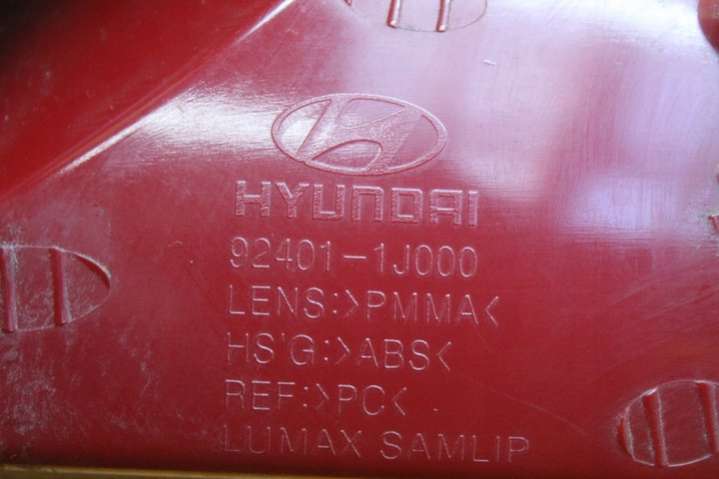 HYUNDAI
92401-1J000
LENS:>PMMA<
HS'G:>ABS<
REF:>PC<
LUMAX SAMLIP